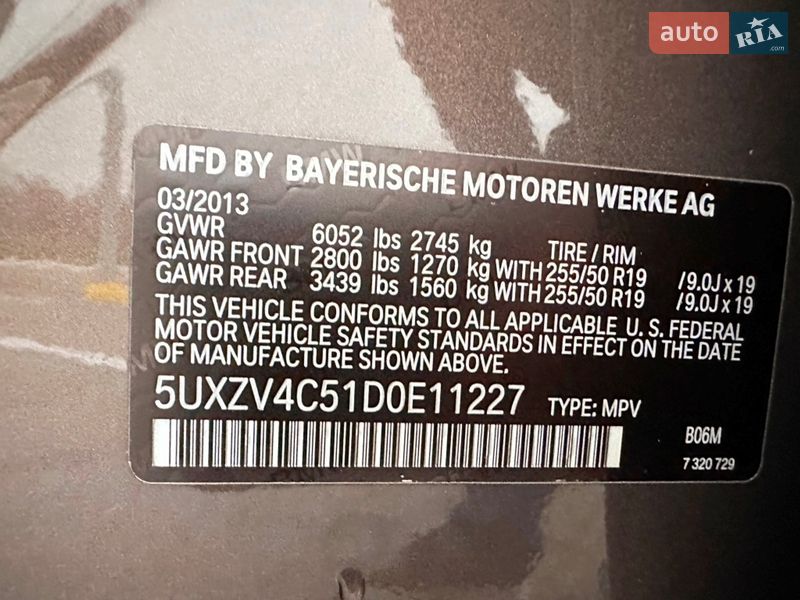 auto RIA .com
MFD BY BAYERISCHE MOTOREN WERKE AG
03/2013
GVWR 6052 lbs 2745 kg TIRE / RIM
GAWR FRONT 2800 lbs 1270 kg WITH 255/50 R19 /9.0J x 19
GAWR REAR 3439 lbs 1560 kg WITH 255/50 R19 /9.0J x 19
THIS VEHICLE CONFORMS TO ALL APPLICABLE U. S. FEDERAL
MOTOR VEHICLE SAFETY STANDARDS IN EFFECT ON THE DATE
OF MANUFACTURE SHOWN ABOVE.
5UXZV4C51D0E11227 TYPE: MPV
B06M
7 320 729